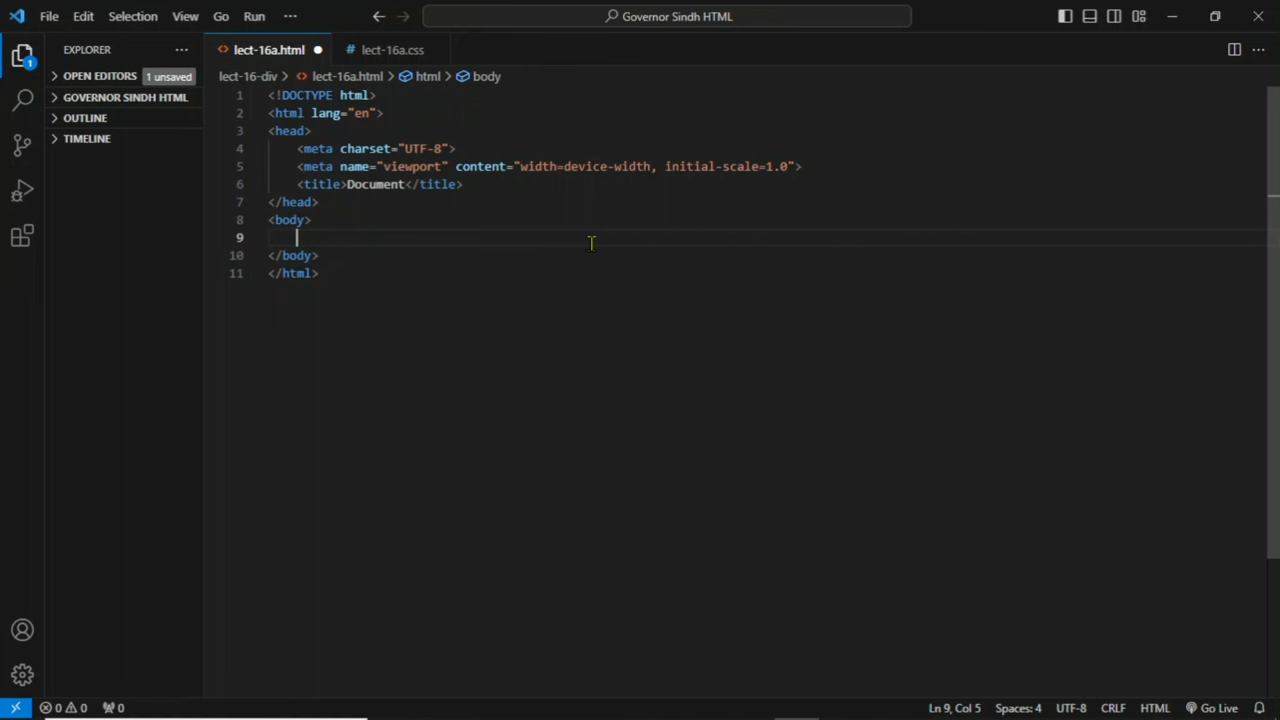 File Edit Selection View Go Run ··· Governor Sindh HTML
EXPLORER ···
1
OPEN EDITORS 1 unsaved
GOVERNOR SINDH HTML
OUTLINE
TIMELINE
<> lect-16a.html # lect-16a.css
lect-16-div > <> lect-16a.html > html > body
1 <!DOCTYPE html>
2 <html lang="en">
3 <head>
4 <meta charset="UTF-8">
5 <meta name="viewport" content="width=device-width, initial-scale=1.0">
6 <title>Document</title>
7 </head>
8 <body>
9
10 </body>
11 </html>
0 0 0 Ln 9, Col 5 Spaces: 4 UTF-8 CRLF HTML Go Live